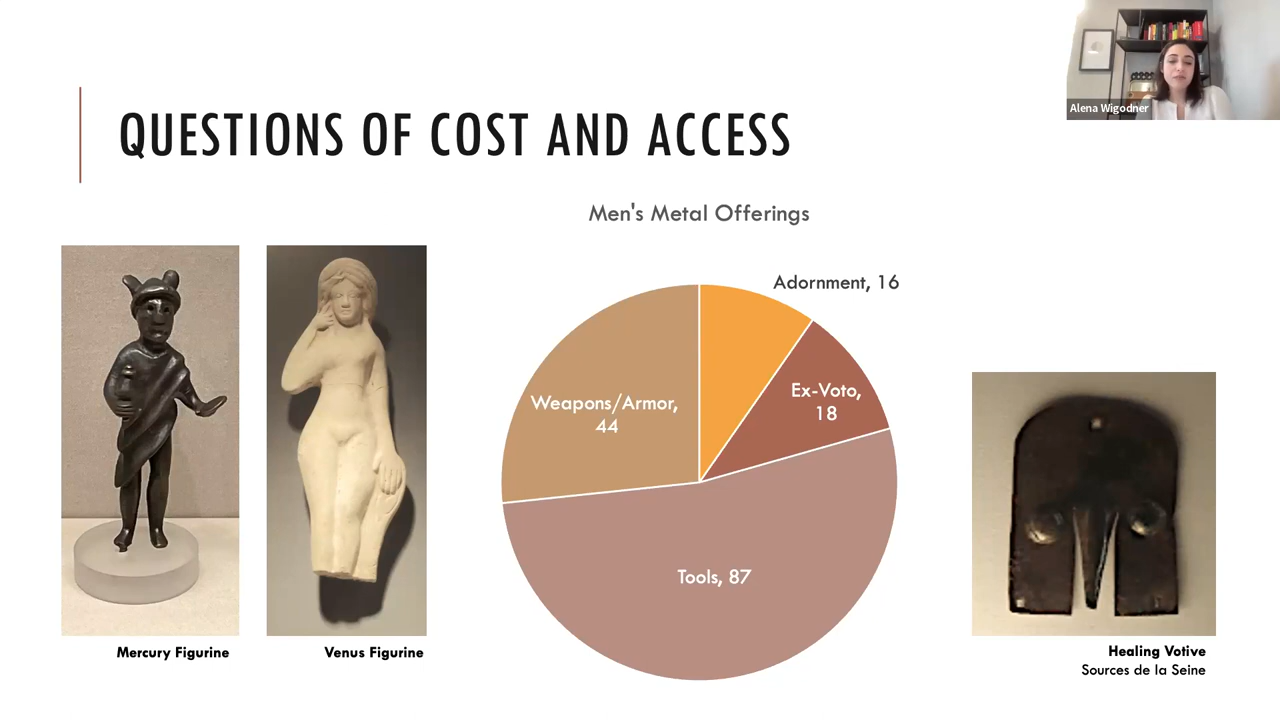 Alena Wigodner
QUESTIONS OF COST AND ACCESS
Men's Metal Offerings
Adornment, 16
Ex-Voto,
18
Weapons/Armor,
44
Tools, 87
Mercury Figurine
Venus Figurine
Healing Votive
Sources de la Seine